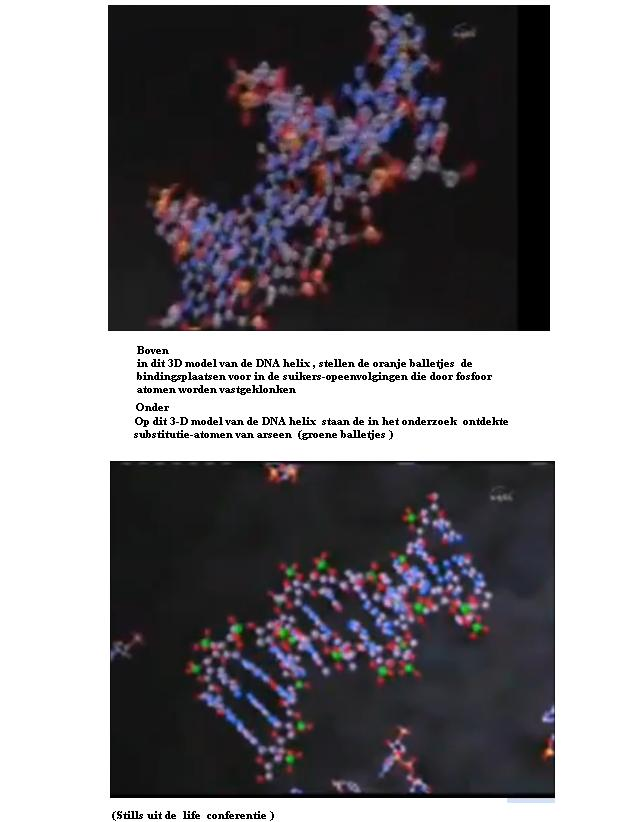 Boven
in dit 3D model van de DNA helix , stellen de oranje balletjes de
bindingsplaatsen voor in de suikers-opeenvolgingen die door fosfoor
atomen worden vastgeklonken
Onder
Op dit 3-D model van de DNA helix staan de in het onderzoek ontdekte
substitutie-atomen van arseen (groene balletjes )
(Stills uit de life conferentie )